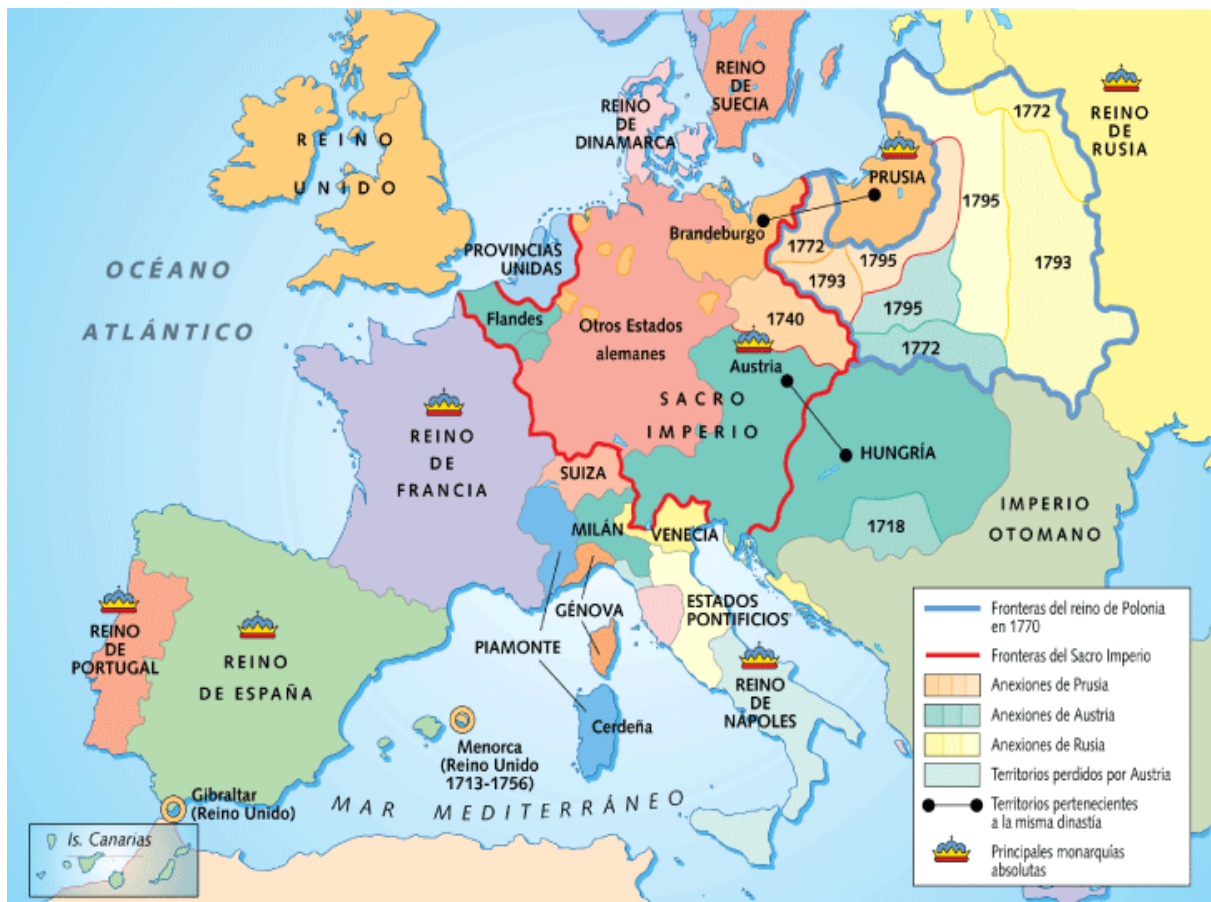 REINO
DE
SUECIA
REINO
DE
DINAMARCA
1772
REINO
DE RUSIA
REINO
UNIDO
PRUSIA
Brandeburgo
1795
PROVINCIAS
UNIDAS
1772
1795
1793
1793
OCÉANO
ATLÁNTICO
Flandes
Otros Estados
alemanes
1740
1795
1772
Austria
SACRO
IMPERIO
REINO
DE
FRANCIA
HUNGRÍA
SUIZA
IMPERIO
OTOMANO
MILÁN
VENECIA
1718
GÉNOVA
ESTADOS
PONTIFICIOS
PIAMONTE
REINO
DE
PORTUGAL
REINO
DE ESPAÑA
REINO
DE
NÁPOLES
Cerdeña
Menorca
(Reino Unido
1713-1756)
Gibraltar
(Reino Unido)
MAR MEDITERRÁNEO
Is. Canarias
Fronteras del reino de Polonia
en 1770
Fronteras del Sacro Imperio
Anexiones de Prusia
Anexiones de Austria
Anexiones de Rusia
Territorios perdidos por Austria
Territorios pertenecientes
a la misma dinastía
Principales monarquías
absolutas